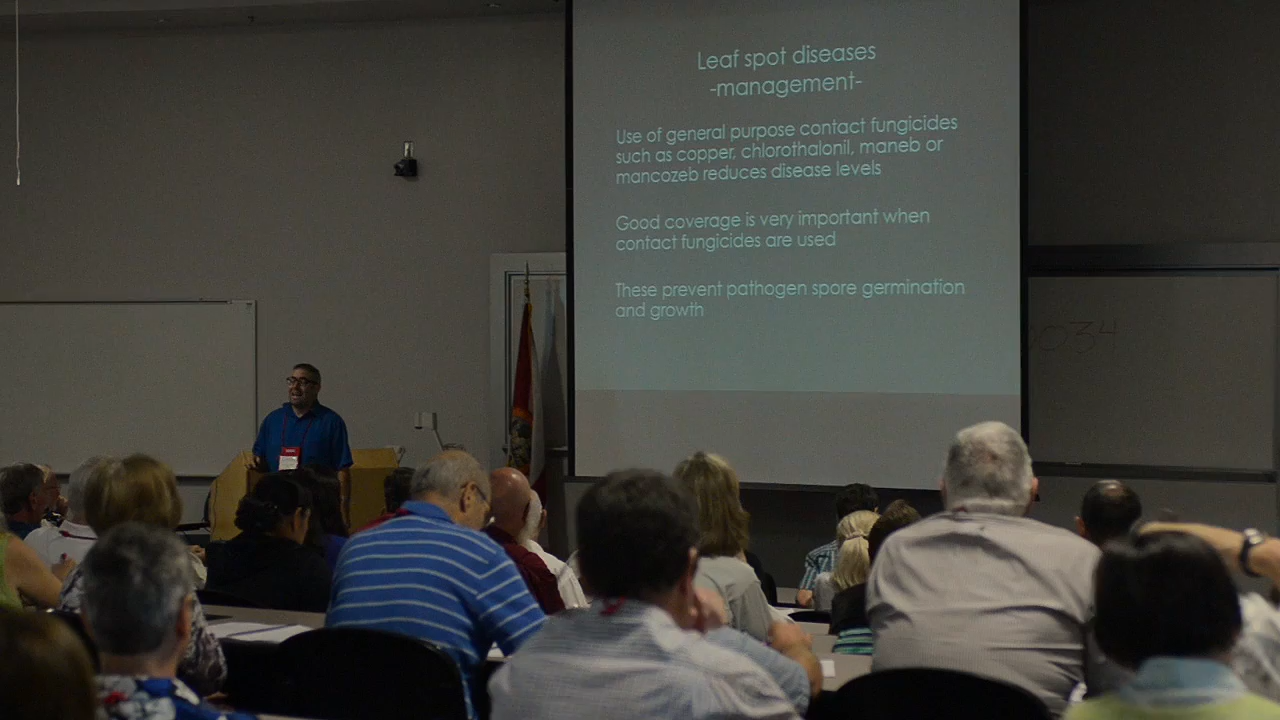 Leaf spot diseases
-management-
Use of general purpose contact fungicides
such as copper, chlorothalonil, maneb or
mancozeb reduces disease levels
Good coverage is very important when
contact fungicides are used
These prevent pathogen spore germination
and growth